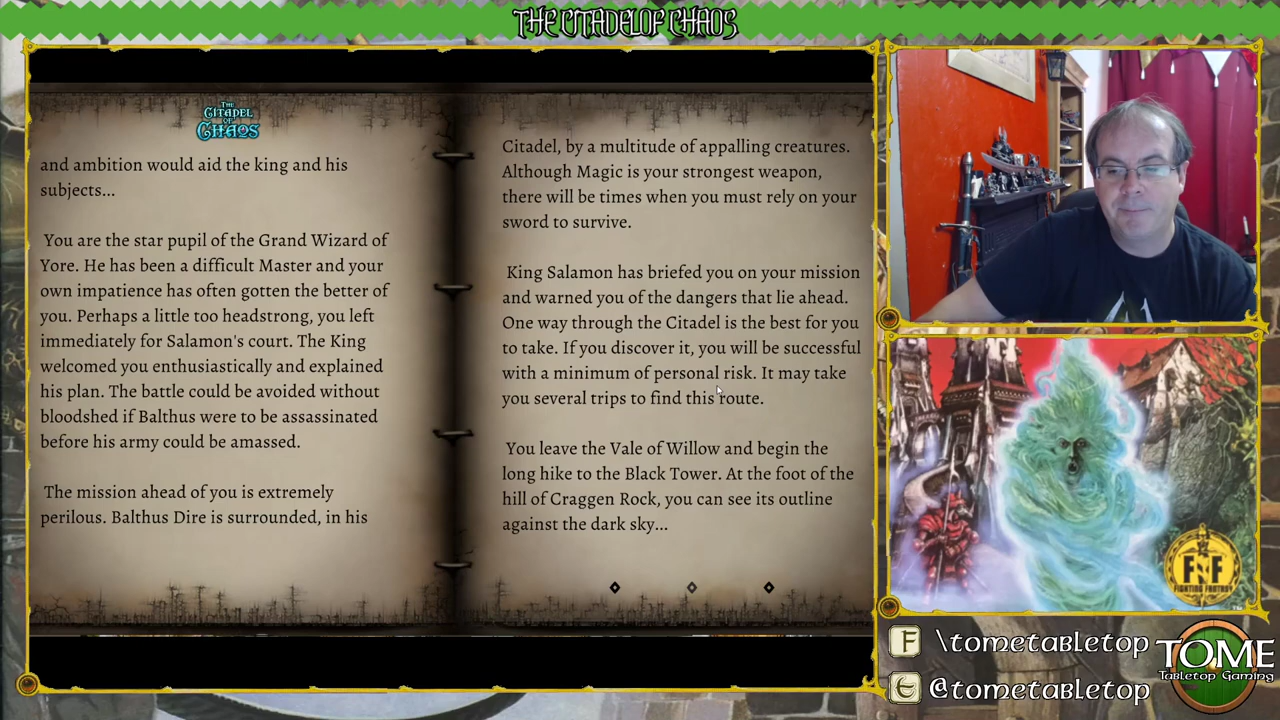 THE CITADEL OF CHAOS
THE
CITADEL
OF
CHAOS
and ambition would aid the king and his
subjects...
You are the star pupil of the Grand Wizard of
Yore. He has been a difficult Master and your
own impatience has often gotten the better of
you. Perhaps a little too headstrong, you left
immediately for Salamon's court. The King
welcomed you enthusiastically and explained
his plan. The battle could be avoided without
bloodshed if Balthus were to be assassinated
before his army could be amassed.
The mission ahead of you is extremely
perilous. Balthus Dire is surrounded, in his
Citadel, by a multitude of appalling creatures.
Although Magic is your strongest weapon,
there will be times when you must rely on your
sword to survive.
King Salamon has briefed you on your mission
and warned you of the dangers that lie ahead.
One way through the Citadel is the best for you
to take. If you discover it, you will be successful
with a minimum of personal risk. It may take
you several trips to find this route.
You leave the Vale of Willow and begin the
long hike to the Black Tower. At the foot of the
hill of Craggen Rock, you can see its outline
against the dark sky...
F F
FIGHTING FANTASY
F \tometabletop
@tometabletop
TOME
Tabletop Gaming